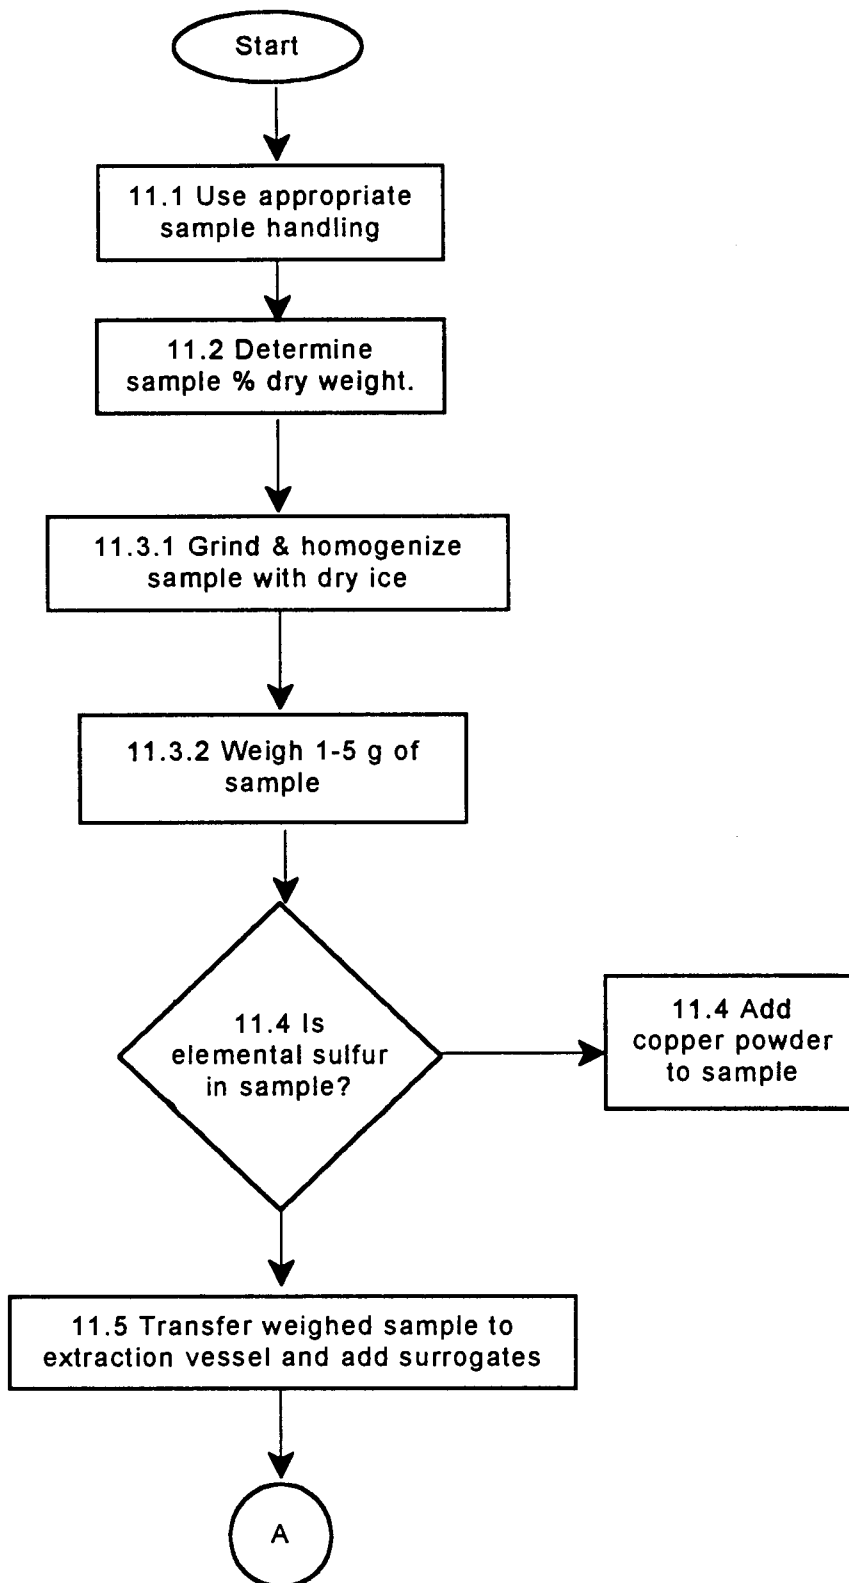 Start
11.1 Use appropriate
sample handling
11.2 Determine
sample % dry weight.
11.3.1 Grind & homogenize
sample with dry ice
11.3.2 Weigh 1-5 g of
sample
11.4 Is
elemental sulfur
in sample?
11.4 Add
copper powder
to sample
11.5 Transfer weighed sample to
extraction vessel and add surrogates
A